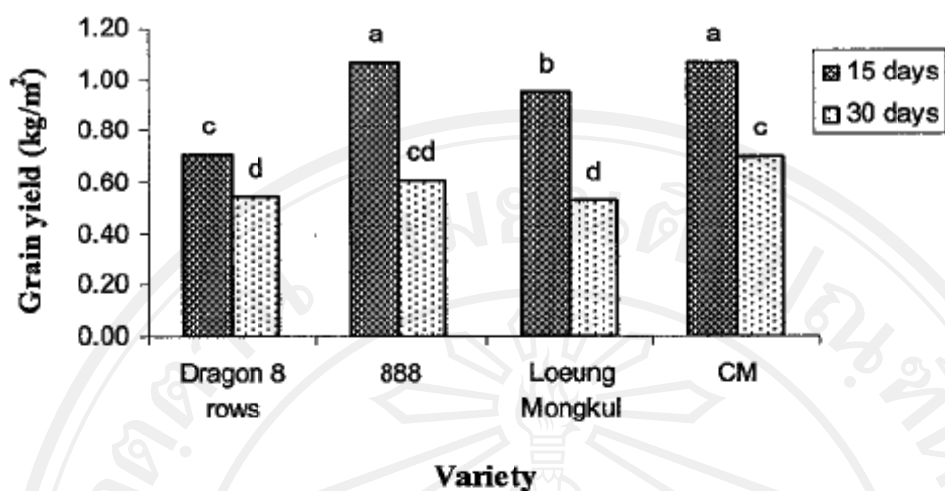 1.20
1.00
0.80
0.60
0.40
0.20
0.00
Grain yield (kg/m²)
c
d
a
cd
b
d
a
c
15 days
30 days
Dragon 8
rows
888
Loeung
Mongkul
CM
Variety